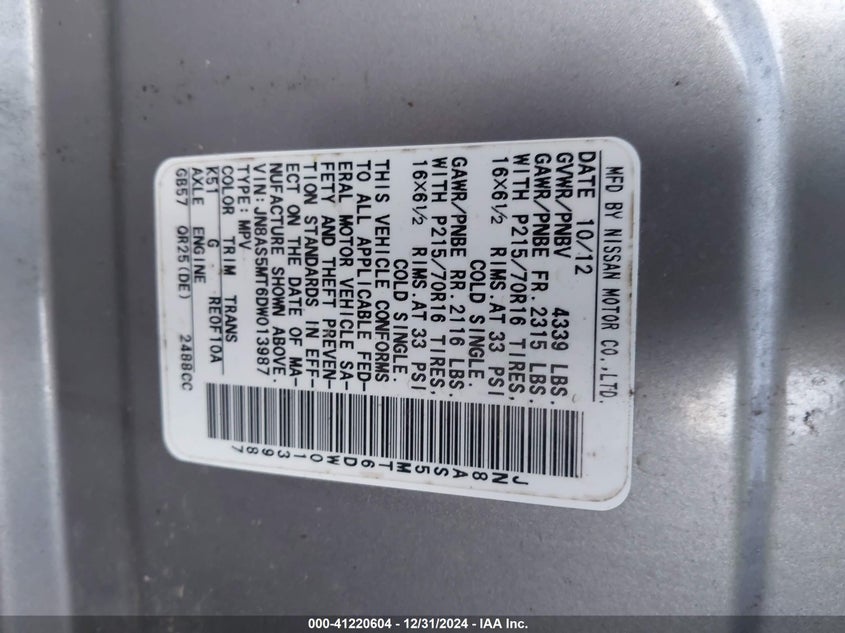 MFD BY NISSAN MOTOR CO.,LTD.
DATE 10/12
GVWR/PNBV 4339 LBS.
GAWR/PNBE FR. 2315 LBS.
WITH P215/70R16 TIRES,
16X6½ RIMS.AT 33 PSI
COLD SINGLE.
GAWR/PNBE RR. 2116 LBS.
WITH P215/70R16 TIRES,
16X6½ RIMS.AT 33 PSI
COLD SINGLE.
THIS VEHICLE CONFORMS
TO ALL APPLICABLE FED-
ERAL MOTOR VEHICLE SA-
FETY AND THEFT PREVEN-
TION STANDARDS IN EFF-
ECT ON THE DATE OF MA-
NUFACTURE SHOWN ABOVE.
VIN:JN8AS5MT6DW013987
TYPE:MPV
COLOR TRIM TRANS
K51 G RE0F10A
AXLE ENGINE
GB57 QR25(DE) 2488CC
JN8AS5MT6DW013987
000-41220604 - 12/31/2024 - IAA Inc.